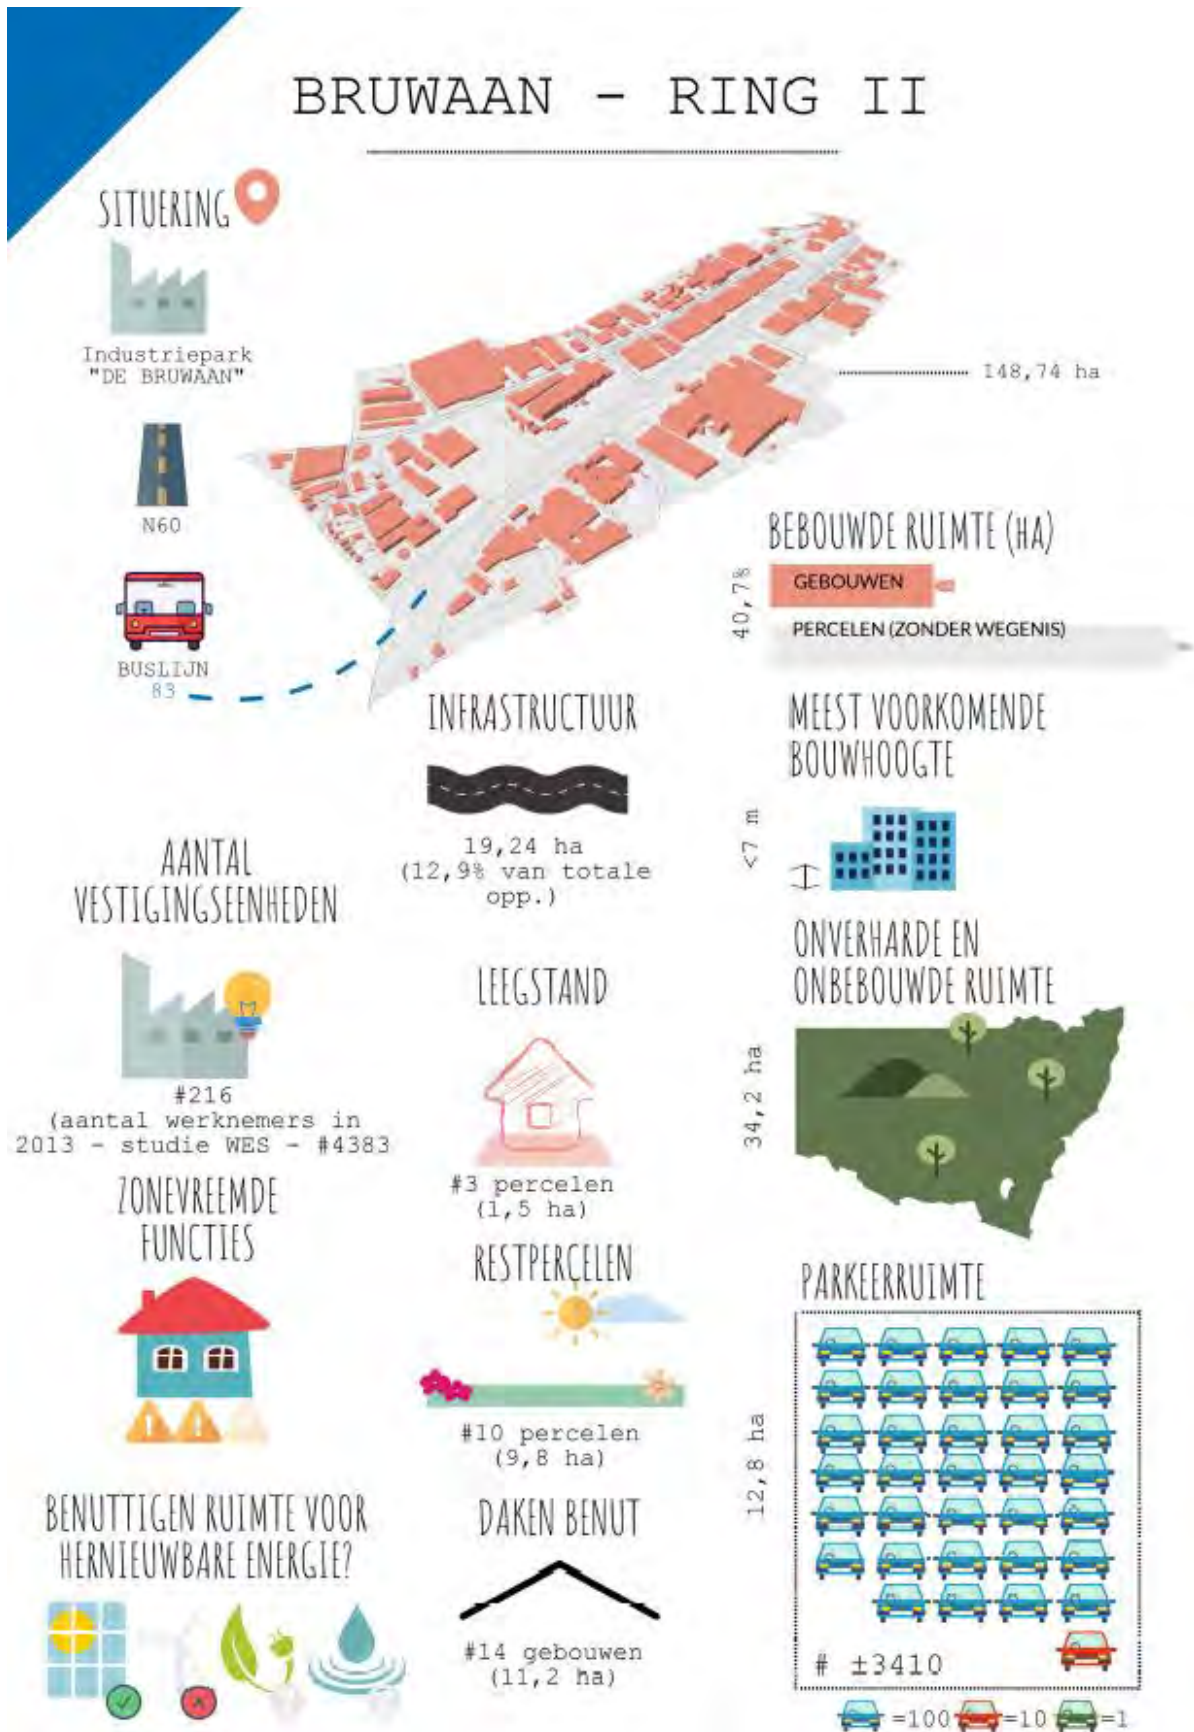 BRUWAAN - RING II
SITUERING
Industriepark
"DE BRUWAAN"
N60
BUSLIJN
83
148,74 ha
BEBOUWDE RUIMTE (HA)
40,7%
GEBOUWEN
PERCELEN (ZONDER WEGENIS)
INFRASTRUCTUUR
19,24 ha
(12,9% van totale
opp.)
MEEST VOORKOMENDE
BOUWHOOGTE
<7 m
AANTAL
VESTIGINGSEENHEDEN
#216
(aantal werknemers in
2013 - studie WES - #4383
LEEGSTAND
#3 percelen
(1,5 ha)
ONVERHARDE EN
ONBEBOUWDE RUIMTE
34,2 ha
ZONEVREEMDE
FUNCTIES
RESTPERCELEN
#10 percelen
(9,8 ha)
PARKEERRUIMTE
12,8 ha
# ±3410
=100 =10 =1
BENUTTIGEN RUIMTE VOOR
HERNIEUWBARE ENERGIE?
DAKEN BENUT
#14 gebouwen
(11,2 ha)